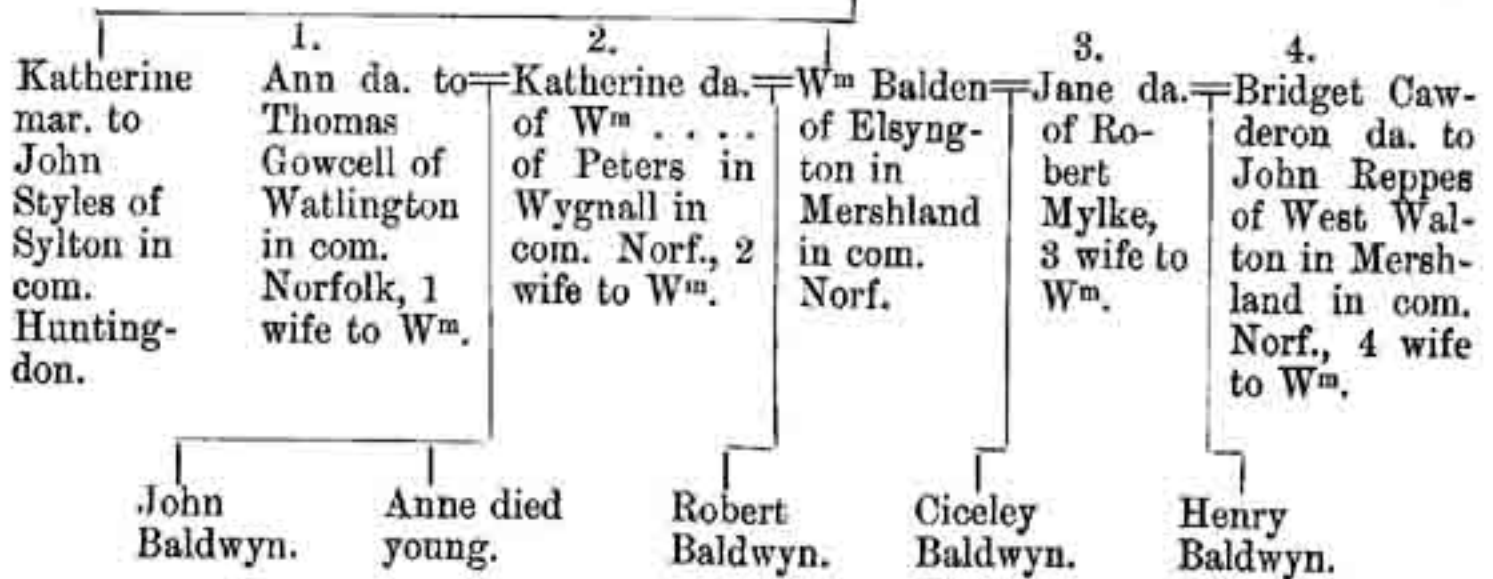 1.
2.
3.
4.
Katherine
mar. to
John
Styles of
Sylton in
com.
Hunting-
don.
Ann da. to
Thomas
Gowcell of
Watlington
in com.
Norfolk, 1
wife to Wm.
Katherine da.
of Wm . . . .
of Peters in
Wygnall in
com. Norf., 2
wife to Wm.
Wm Balden
of Elsyng-
ton in
Mershland
in com.
Norf.
Jane da.
of Ro-
bert
Mylke,
3 wife to
Wm.
Bridget Caw-
deron da. to
John Reppes
of West Wal-
ton in Mersh-
land in com.
Norf., 4 wife
to Wm.
John
Baldwyn.
Anne died
young.
Robert
Baldwyn.
Ciceley
Baldwyn.
Henry
Baldwyn.